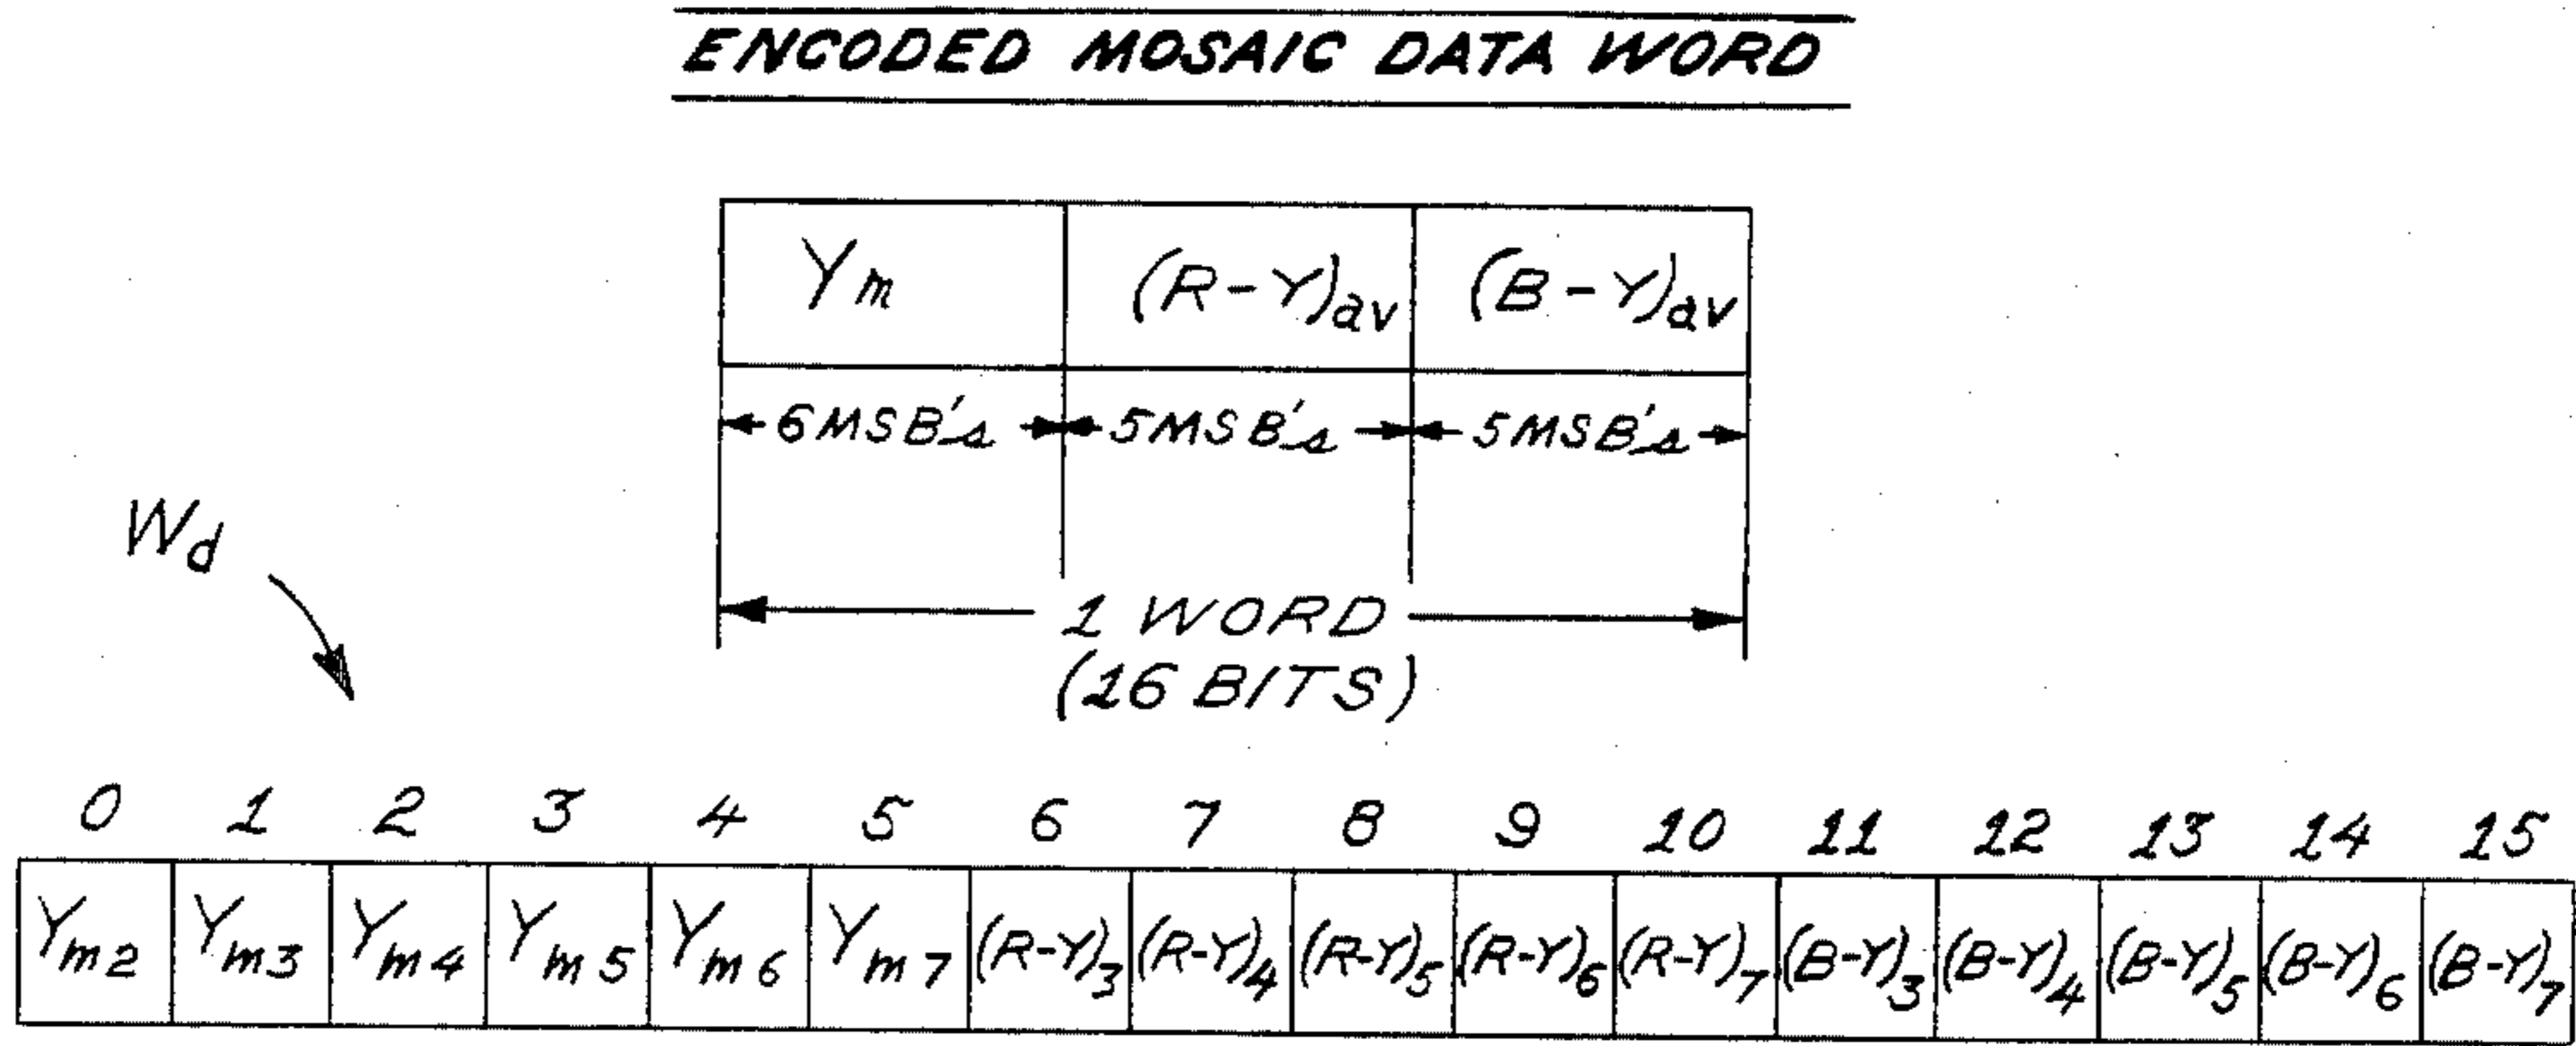 ENCODED MOSAIC DATA WORD
Ym (R-Y)av (B-Y)av
6MSB's 5MSB's 5MSB's
Wd
1 WORD
(16 BITS)
0 1 2 3 4 5 6 7 8 9 10 11 12 13 14 15
Ym2 Ym3 Ym4 Ym5 Ym6 Ym7 (R-Y)3 (R-Y)4 (R-Y)5 (R-Y)6 (R-Y)7 (B-Y)3 (B-Y)4 (B-Y)5 (B-Y)6 (B-Y)7